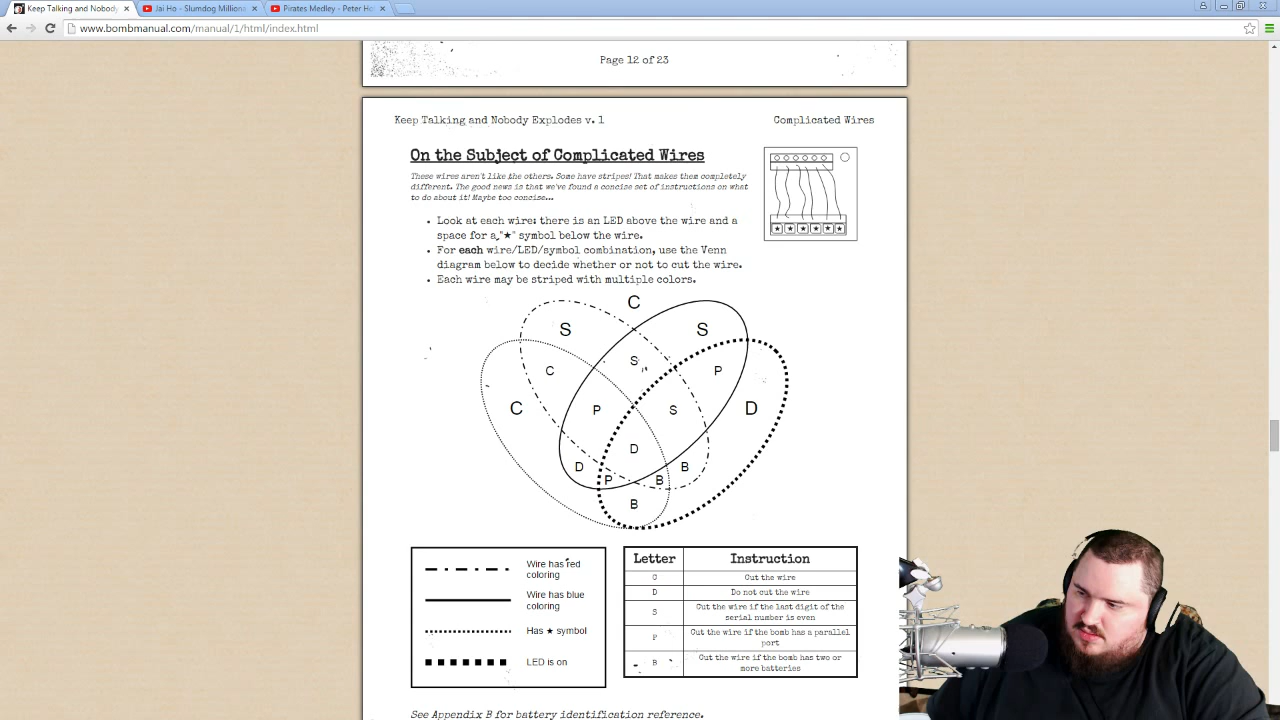 Keep Talking and Nobody
Jai Ho - Slumdog Milliona
Pirates Medley - Peter Ho
www.bombmanual.com/manual/1/html/index.html
Page 12 of 23
Keep Talking and Nobody Explodes v. 1
Complicated Wires
On the Subject of Complicated Wires
These wires aren't like the others. Some have stripes! That makes them completely
different. The good news is that we've found a concise set of instructions on what
to do about it! Maybe too concise...
• Look at each wire: there is an LED above the wire and a
space for a "★" symbol below the wire.
• For each wire/LED/symbol combination, use the Venn
diagram below to decide whether or not to cut the wire.
• Each wire may be striped with multiple colors.
C
S S
S
C P
C P S D
D
D B
P B
B
Wire has red
coloring
Wire has blue
coloring
Has ★ symbol
LED is on
Letter Instruction
C Cut the wire
D Do not cut the wire
S Cut the wire if the last digit of the
serial number is even
P Cut the wire if the bomb has a parallel
port
B Cut the wire if the bomb has two or
more batteries
See Appendix B for battery identification reference.